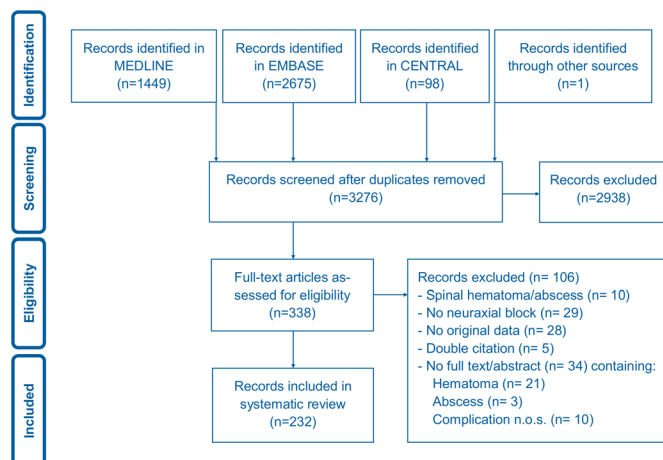 Identification
Records identified in
MEDLINE
(n=1449)
Records identified
in EMBASE
(n=2675)
Records identified
in CENTRAL
(n=98)
Records identified
through other sources
(n=1)
Screening
Records screened after duplicates removed
(n=3276)
Records excluded
(n=2938)
Eligibility
Full-text articles as-
sessed for eligibility
(n=338)
Records excluded (n= 106)
- Spinal hematoma/abscess (n= 10)
- No neuraxial block (n= 29)
- No original data (n= 28)
- Double citation (n= 5)
- No full text/abstract (n= 34) containing:
Hematoma (n= 21)
Abscess (n= 3)
Complication n.o.s. (n= 10)
Included
Records included in
systematic review
(n=232)